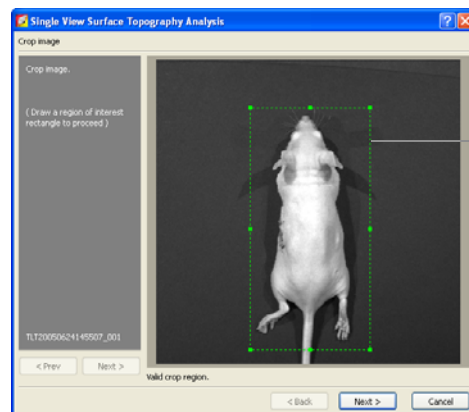 Single View Surface Topography Analysis
Crop image
Crop image.
( Draw a region of interest
rectangle to proceed )
TLT20050624145507_001
< Prev
Next >
Valid crop region.
< Back
Next >
Cancel